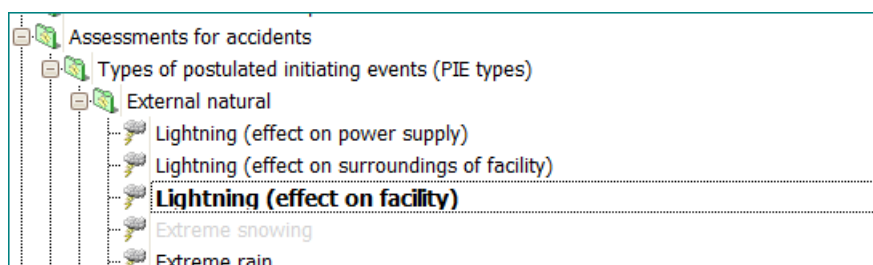 Assessments for accidents
Types of postulated initiating events (PIE types)
External natural
Lightning (effect on power supply)
Lightning (effect on surroundings of facility)
Lightning (effect on facility)
Extreme snowing
Extreme rain